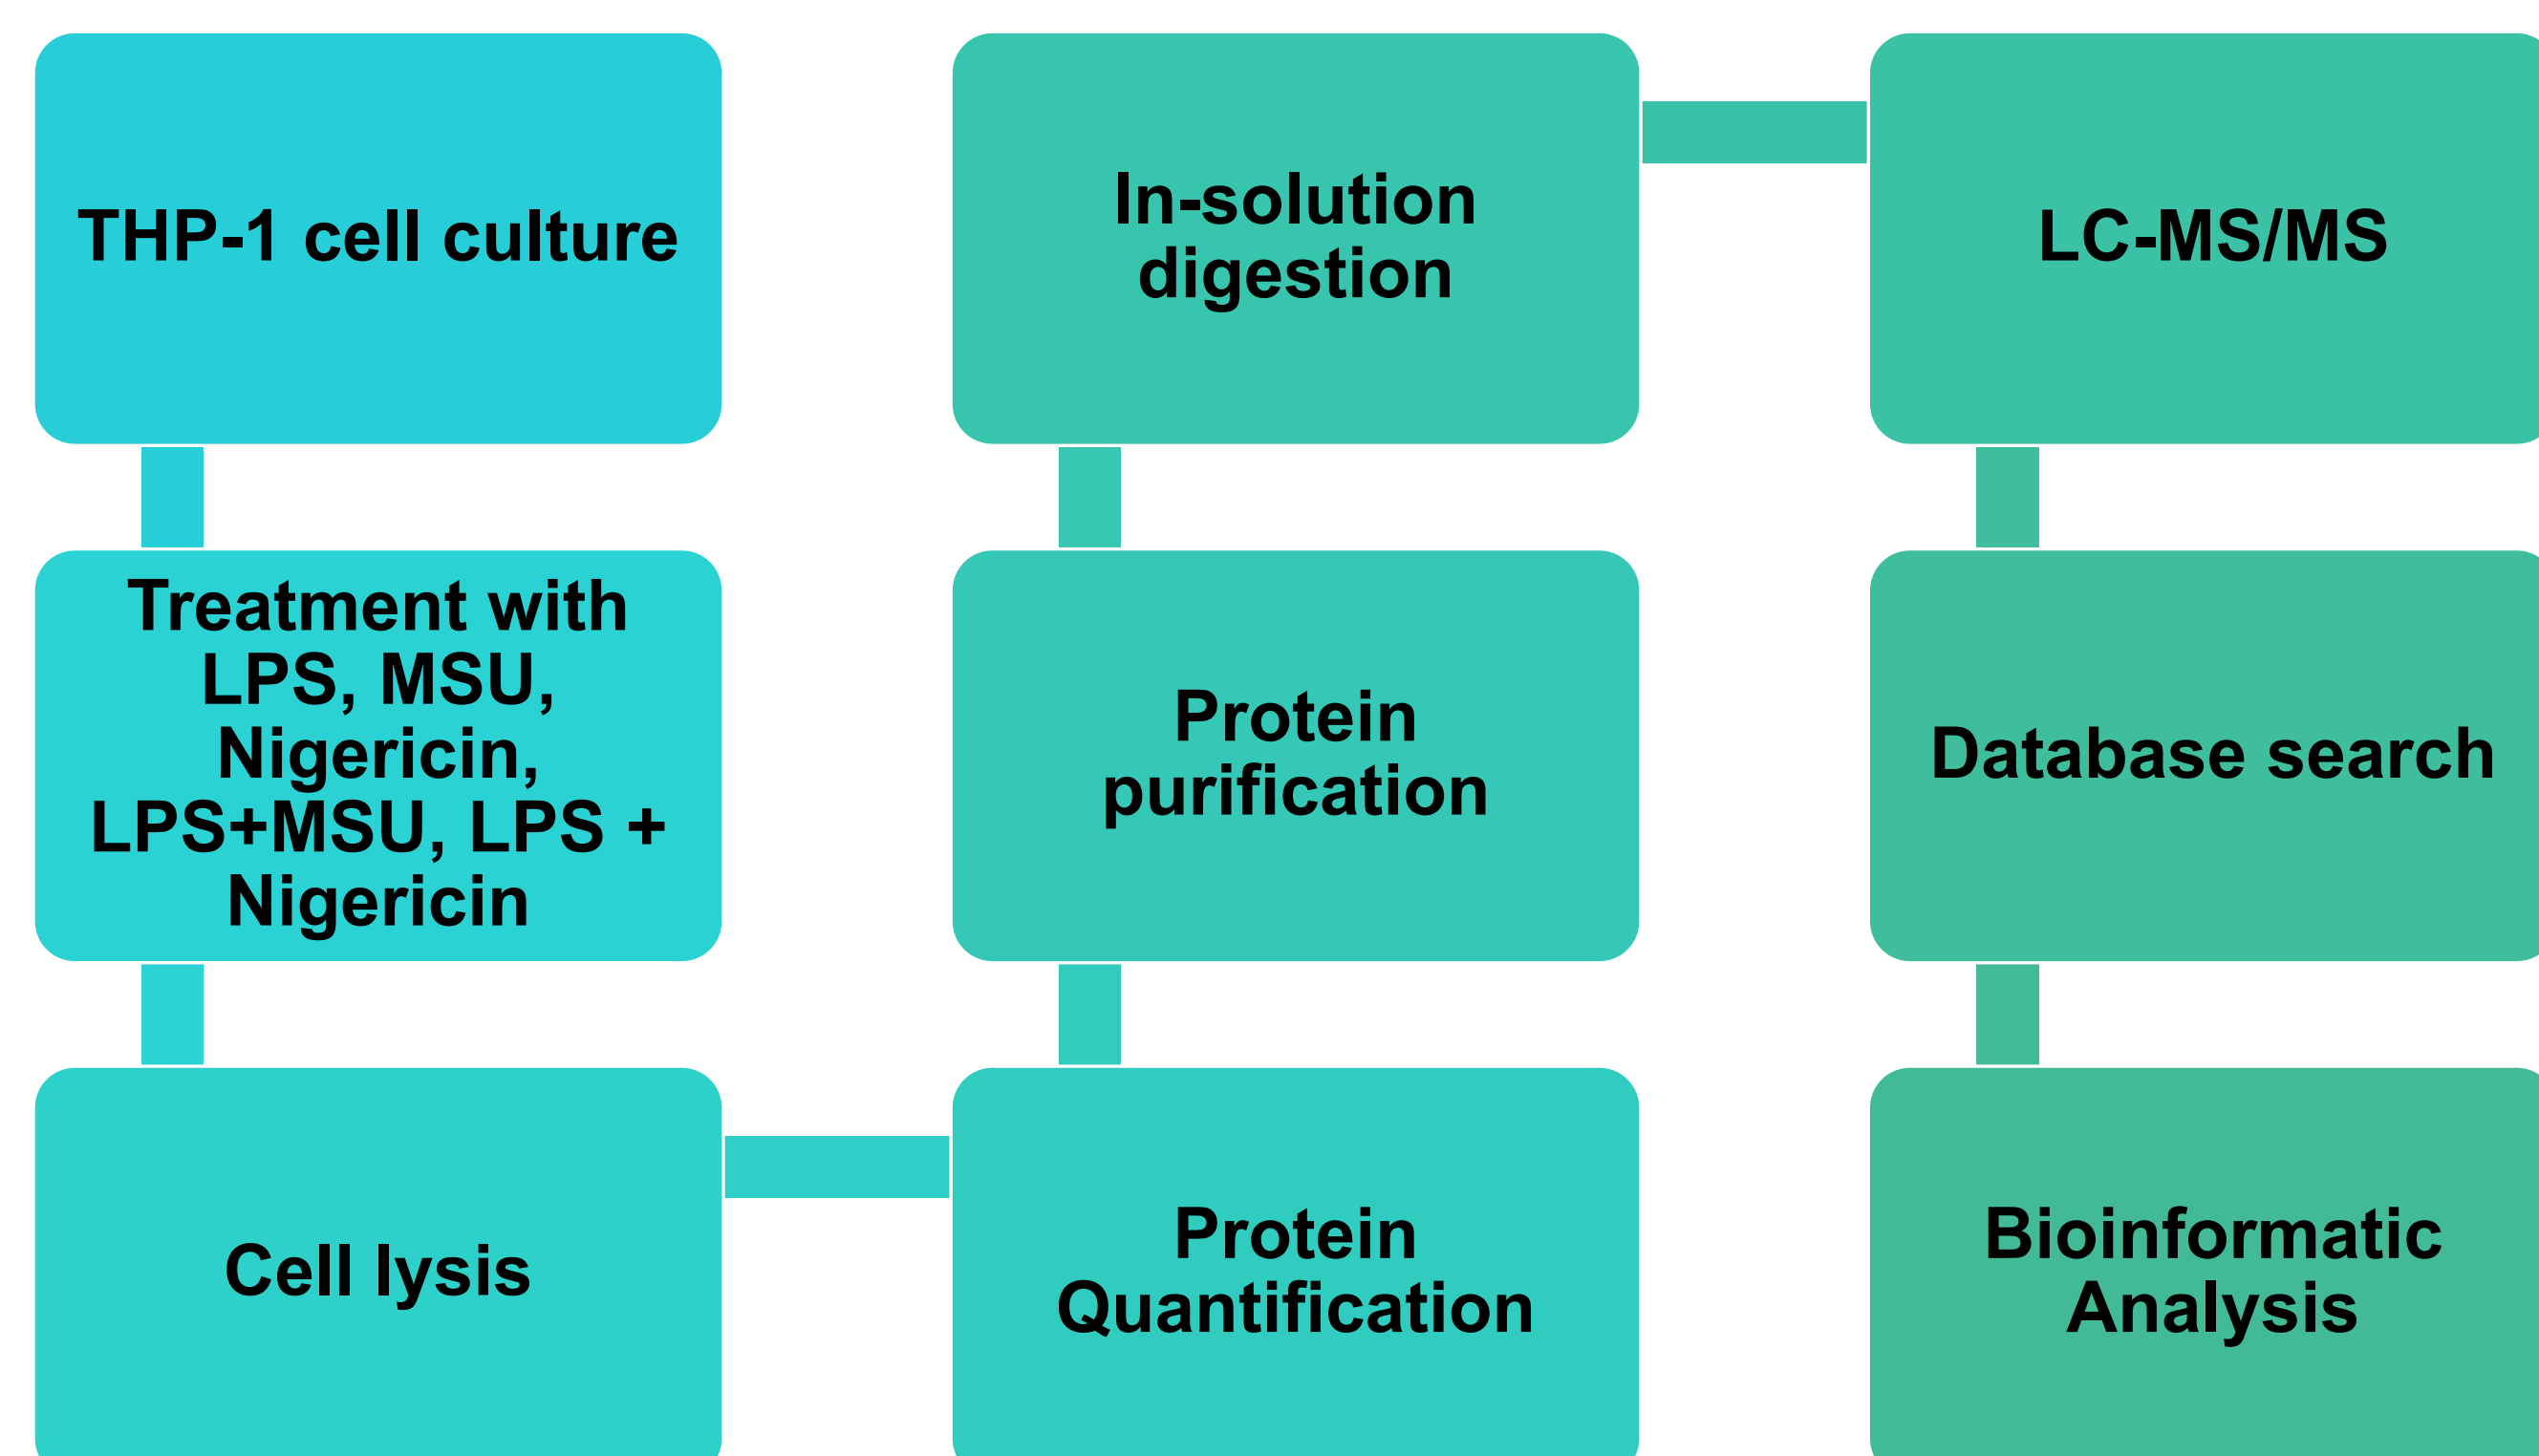 THP-1 cell culture
Treatment with
LPS, MSU,
Nigericin,
LPS+MSU, LPS +
Nigericin
Cell lysis
Protein
Quantification
Protein
purification
In-solution
digestion
LC-MS/MS
Database search
Bioinformatic
Analysis